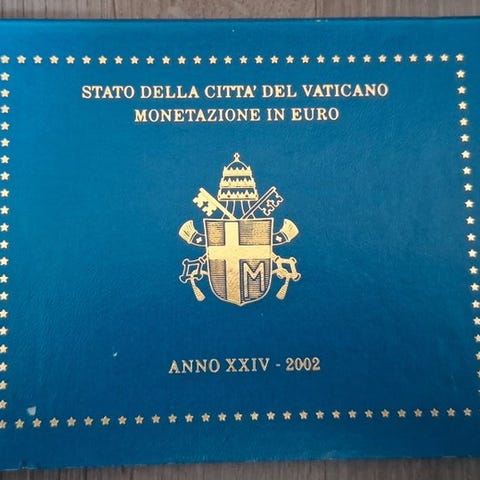 STATO DELLA CITTA' DEL VATICANO
MONETAZIONE IN EURO
M
ANNO XXIV - 2002